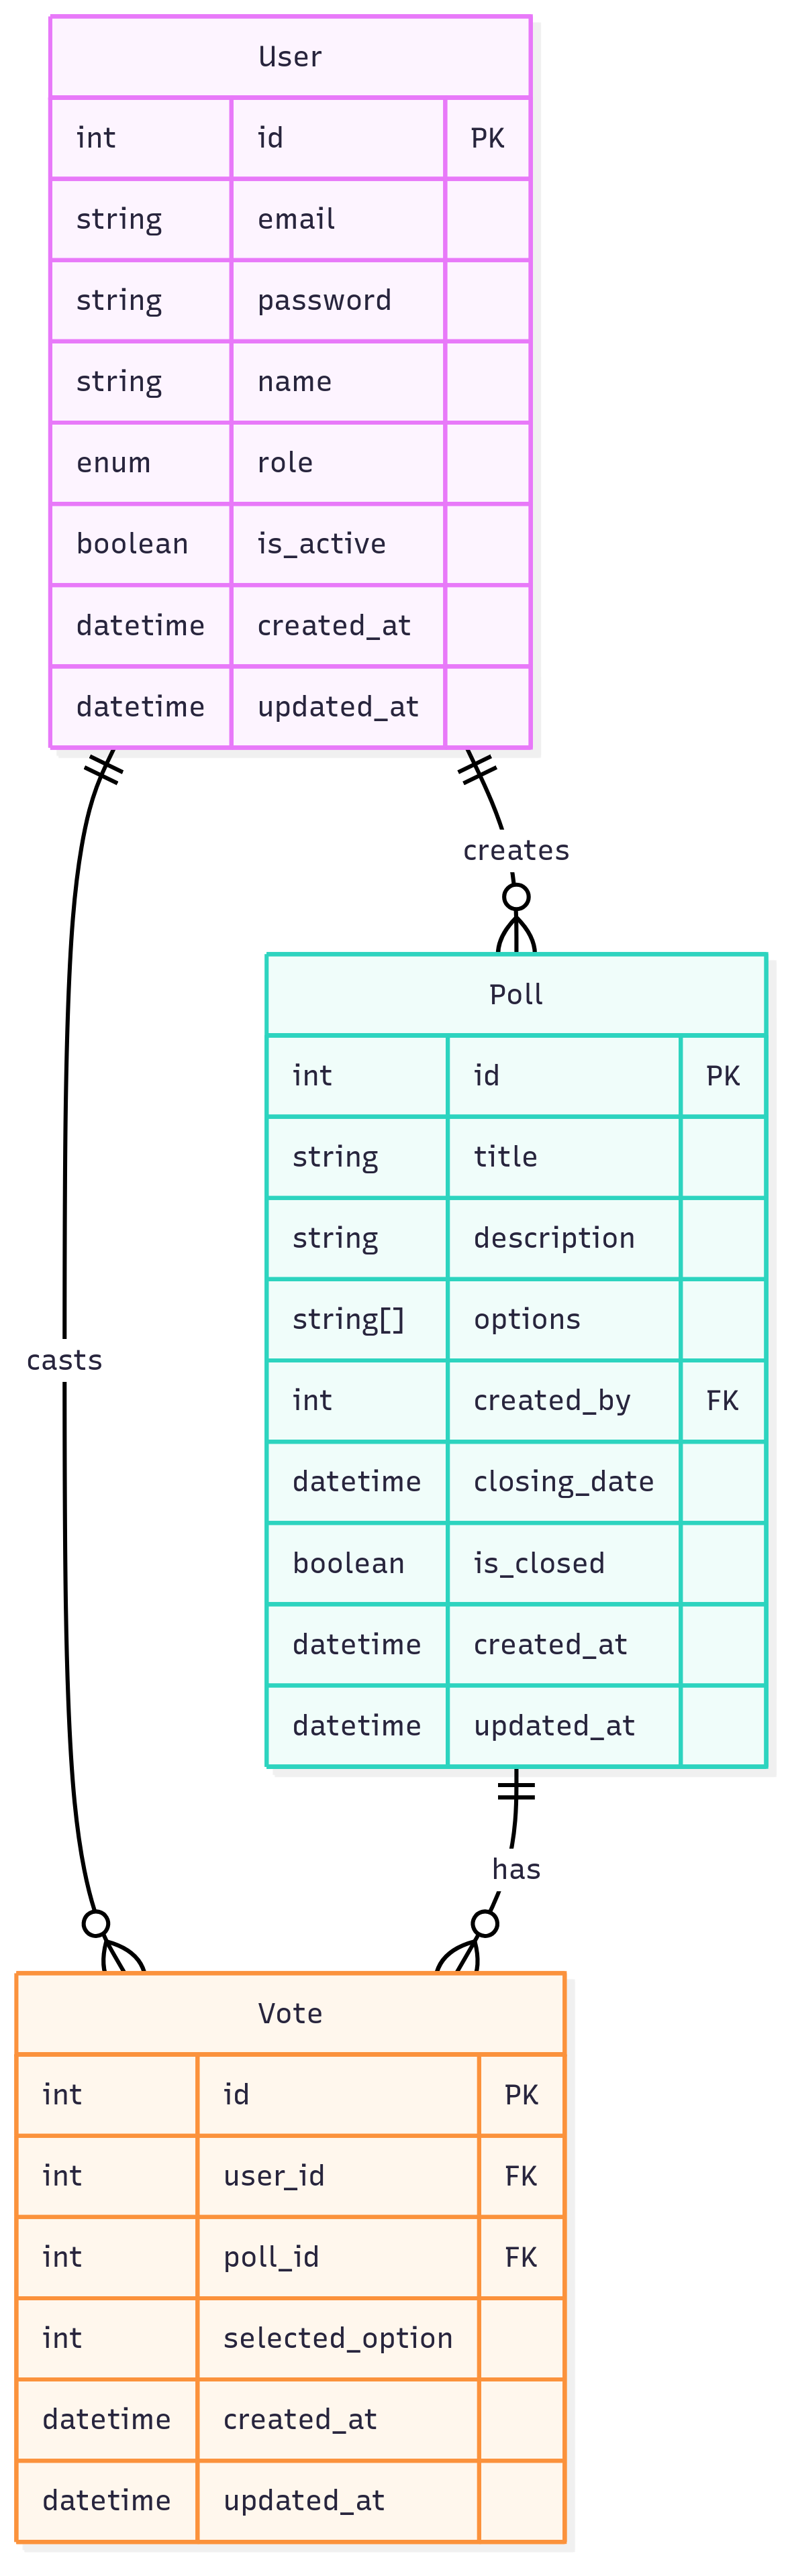 User
int id PK
string email
string password
string name
enum role
boolean is_active
datetime created_at
datetime updated_at
creates
Poll
int id PK
string title
string description
string[] options
int created_by FK
datetime closing_date
boolean is_closed
datetime created_at
datetime updated_at
casts
has
Vote
int id PK
int user_id FK
int poll_id FK
int selected_option
datetime created_at
datetime updated_at